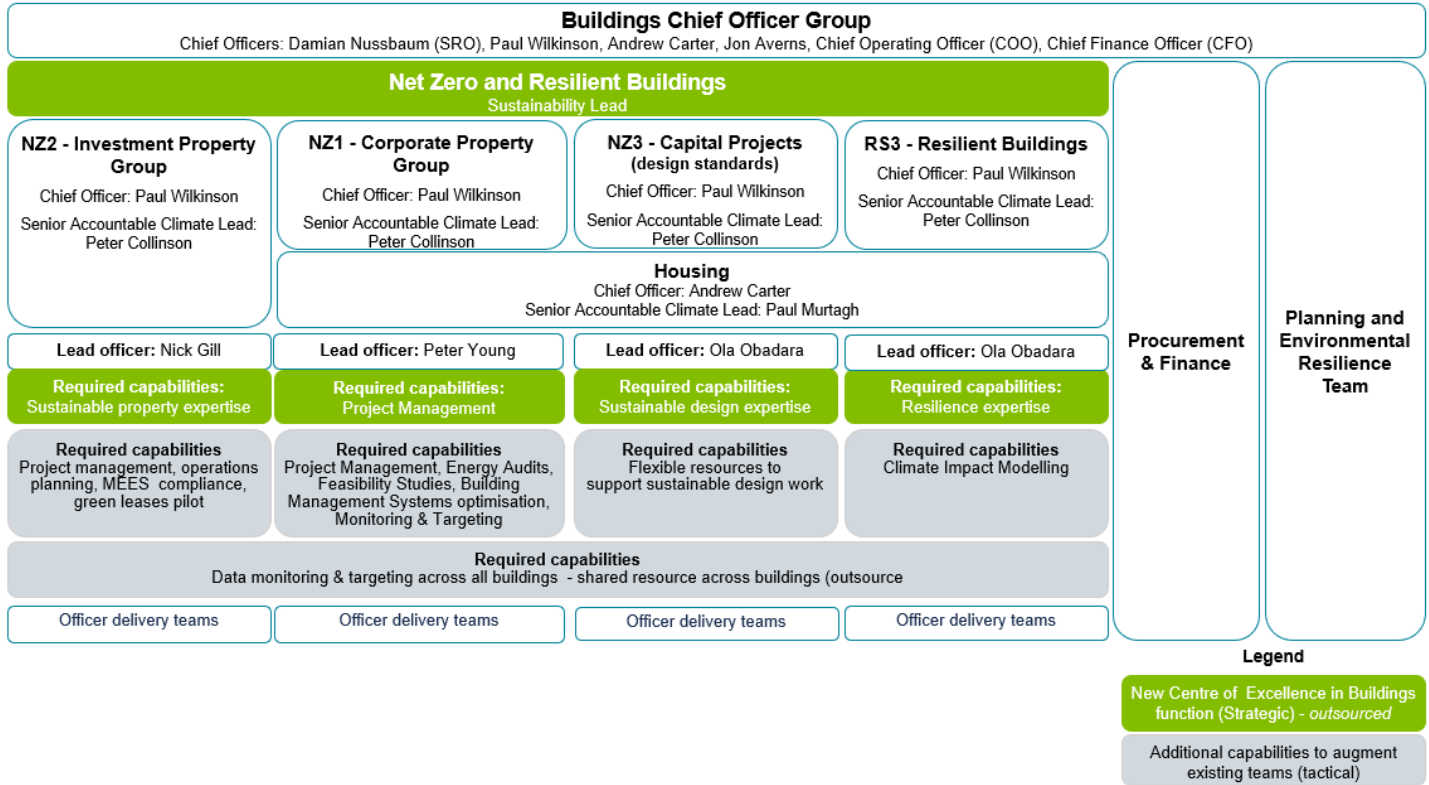 Buildings Chief Officer Group
Chief Officers: Damian Nussbaum (SRO), Paul Wilkinson, Andrew Carter, Jon Averns, Chief Operating Officer (COO), Chief Finance Officer (CFO)
Net Zero and Resilient Buildings
Sustainability Lead
NZ2 - Investment Property
Group
Chief Officer: Paul Wilkinson
Senior Accountable Climate Lead:
Peter Collinson
NZ1 - Corporate Property
Group
Chief Officer: Paul Wilkinson
Senior Accountable Climate Lead:
Peter Collinson
NZ3 - Capital Projects
(design standards)
Chief Officer: Paul Wilkinson
Senior Accountable Climate Lead:
Peter Collinson
RS3 - Resilient Buildings
Chief Officer: Paul Wilkinson
Senior Accountable Climate Lead:
Peter Collinson
Housing
Chief Officer: Andrew Carter
Senior Accountable Climate Lead: Paul Murtagh
Procurement
& Finance
Planning and
Environmental
Resilience
Team
Lead officer: Nick Gill
Lead officer: Peter Young
Lead officer: Ola Obadara
Lead officer: Ola Obadara
Required capabilities:
Sustainable property expertise
Required capabilities:
Project Management
Required capabilities:
Sustainable design expertise
Required capabilities:
Resilience expertise
Required capabilities
Project management, operations
planning, MEES compliance,
green leases pilot
Required capabilities
Project Management, Energy Audits,
Feasibility Studies, Building
Management Systems optimisation,
Monitoring & Targeting
Required capabilities
Flexible resources to
support sustainable design work
Required capabilities
Climate Impact Modelling
Required capabilities
Data monitoring & targeting across all buildings - shared resource across buildings (outsource
Officer delivery teams
Officer delivery teams
Officer delivery teams
Officer delivery teams
Legend
New Centre of Excellence in Buildings
function (Strategic) - outsourced
Additional capabilities to augment
existing teams (tactical)